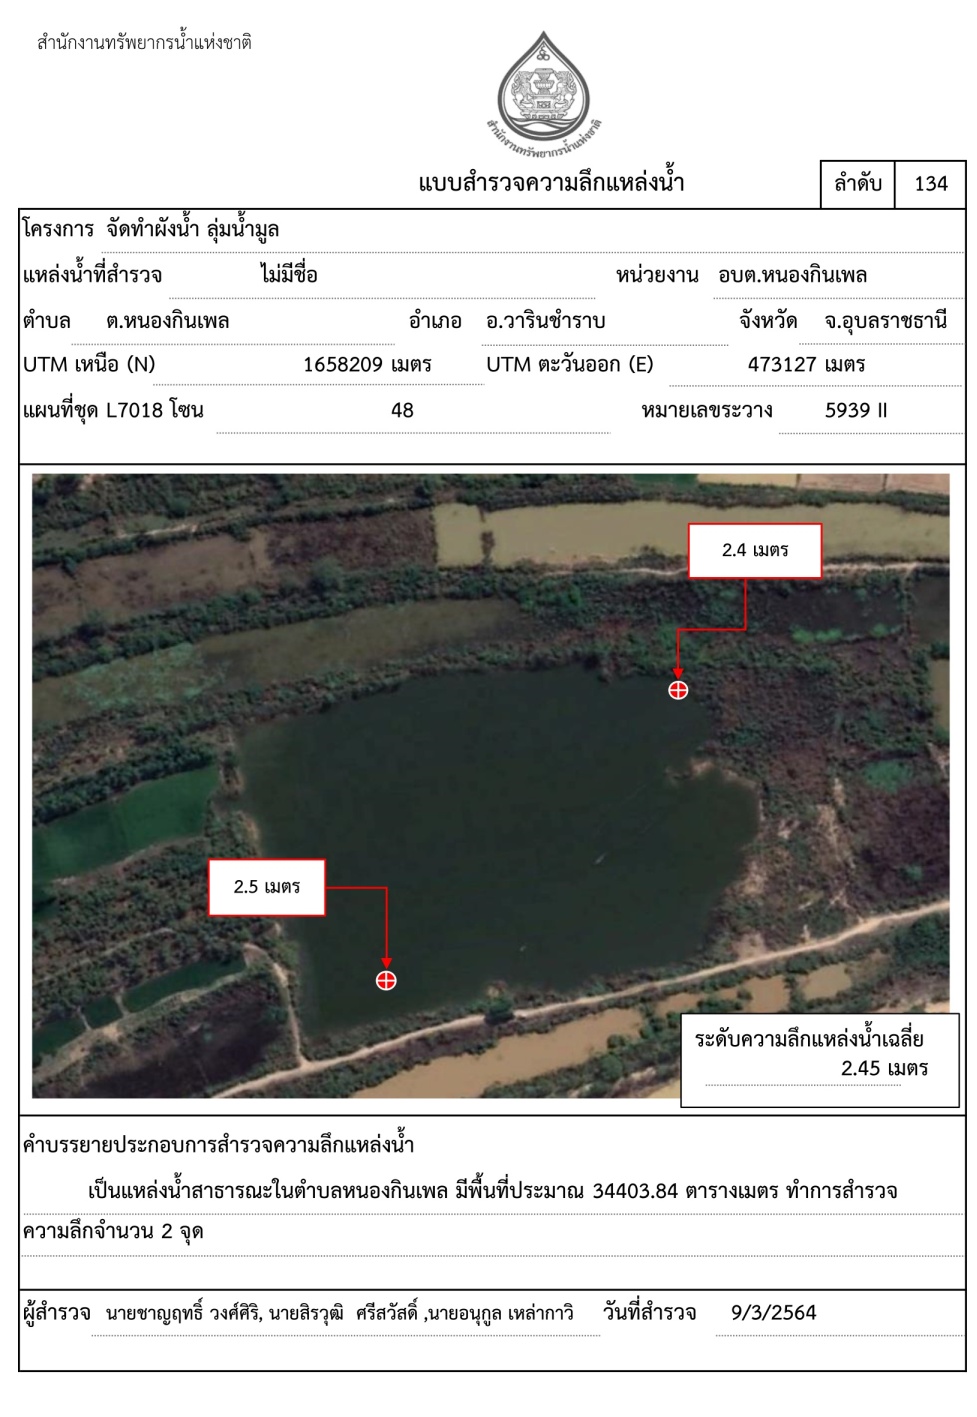 สำนักงานทรัพยากรน้ำแห่งชาติ
สำนักงานทรัพยากรน้ำแห่งชาติ
แบบสำรวจความลึกแหล่งน้ำ
ลำดับ 134
โครงการ จัดทำผังน้ำ ลุ่มน้ำมูล
แหล่งน้ำที่สำรวจ ไม่มีชื่อ หน่วยงาน อบต.หนองกินเพล
ตำบล ต.หนองกินเพล อำเภอ อ.วารินชำราบ จังหวัด จ.อุบลราชธานี
UTM เหนือ (N) 1658209 เมตร UTM ตะวันออก (E) 473127 เมตร
แผนที่ชุด L7018 โซน 48 หมายเลขระวาง 5939 II
2.4 เมตร
2.5 เมตร
ระดับความลึกแหล่งน้ำเฉลี่ย
2.45 เมตร
คำบรรยายประกอบการสำรวจความลึกแหล่งน้ำ
เป็นแหล่งน้ำสาธารณะในตำบลหนองกินเพล มีพื้นที่ประมาณ 34403.84 ตารางเมตร ทำการสำรวจ
ความลึกจำนวน 2 จุด
ผู้สำรวจ นายชาญฤทธิ์ วงศ์ศิริ, นายสิรวุฒิ ศรีสวัสดิ์ ,นายอนุกูล เหล่ากาวิ วันที่สำรวจ 9/3/2564